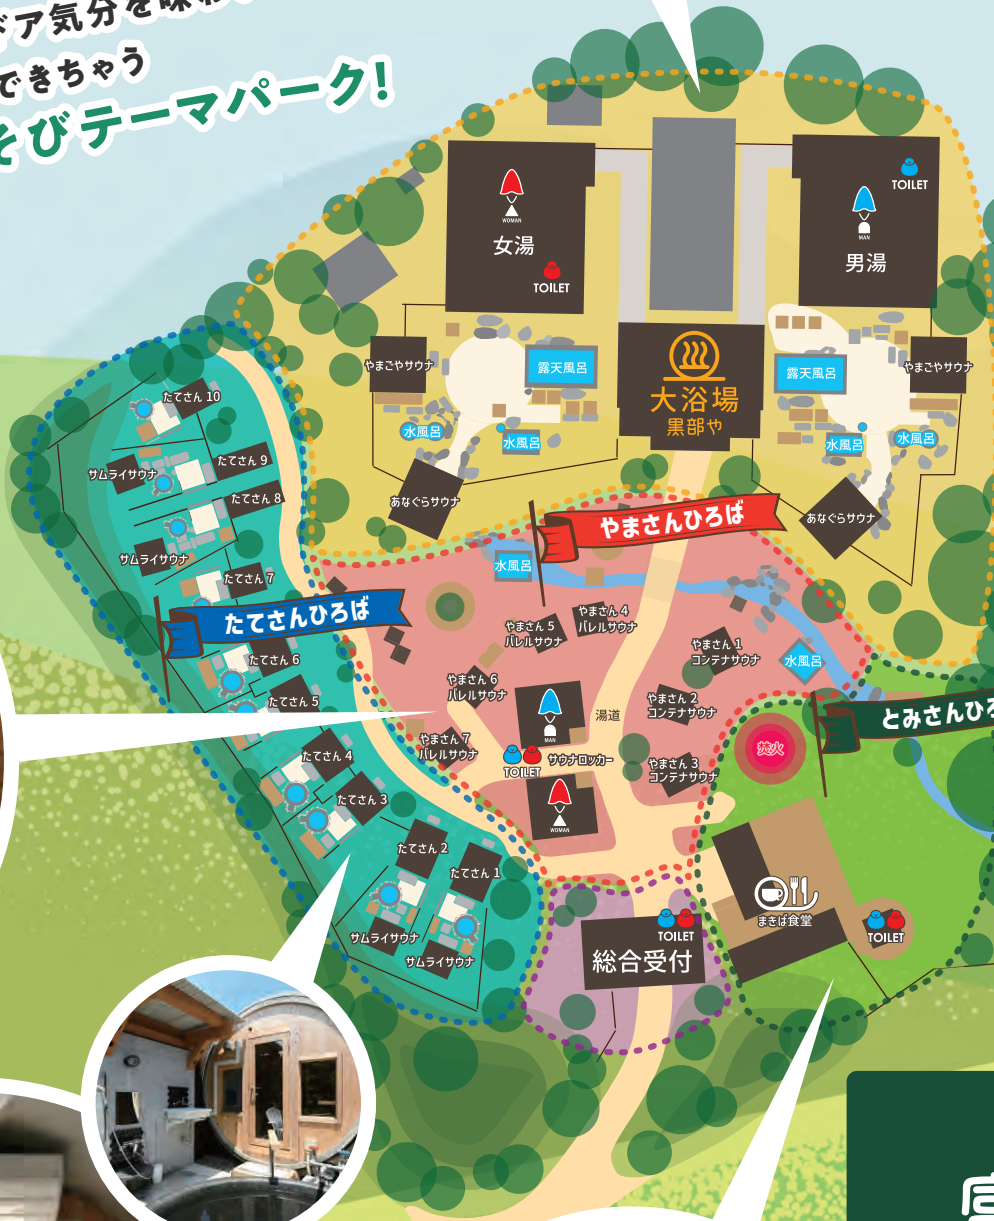 ドア気分を味わ
できちゃう
そびテーマパーク!
WOMAN
女湯
TOILET
TOILET
MAN
男湯
やまごやサウナ
露天風呂
大浴場
黒部や
露天風呂
やまごやサウナ
水風呂
水風呂
水風呂
水風呂
あなぐらサウナ
あなぐらサウナ
たてさん 10
サムライサウナ
たてさん 9
たてさん 8
サムライサウナ
たてさん 7
たてさんひろば
たてさん 6
たてさん 5
たてさん 4
たてさん 3
たてさん 2
たてさん 1
サムライサウナ
サムライサウナ
やまさんひろば
水風呂
やまさん 4
バレルサウナ
やまさん 5
バレルサウナ
やまさん 1
コンテナサウナ
水風呂
やまさん 6
バレルサウナ
やまさん 2
コンテナサウナ
MAN
湯道
やまさん 7
バレルサウナ
TOILET
サウナロッカー
やまさん 3
コンテナサウナ
WOMAN
とみさんひろ
焚火
まきば食堂
TOILET
TOILET
総合受付